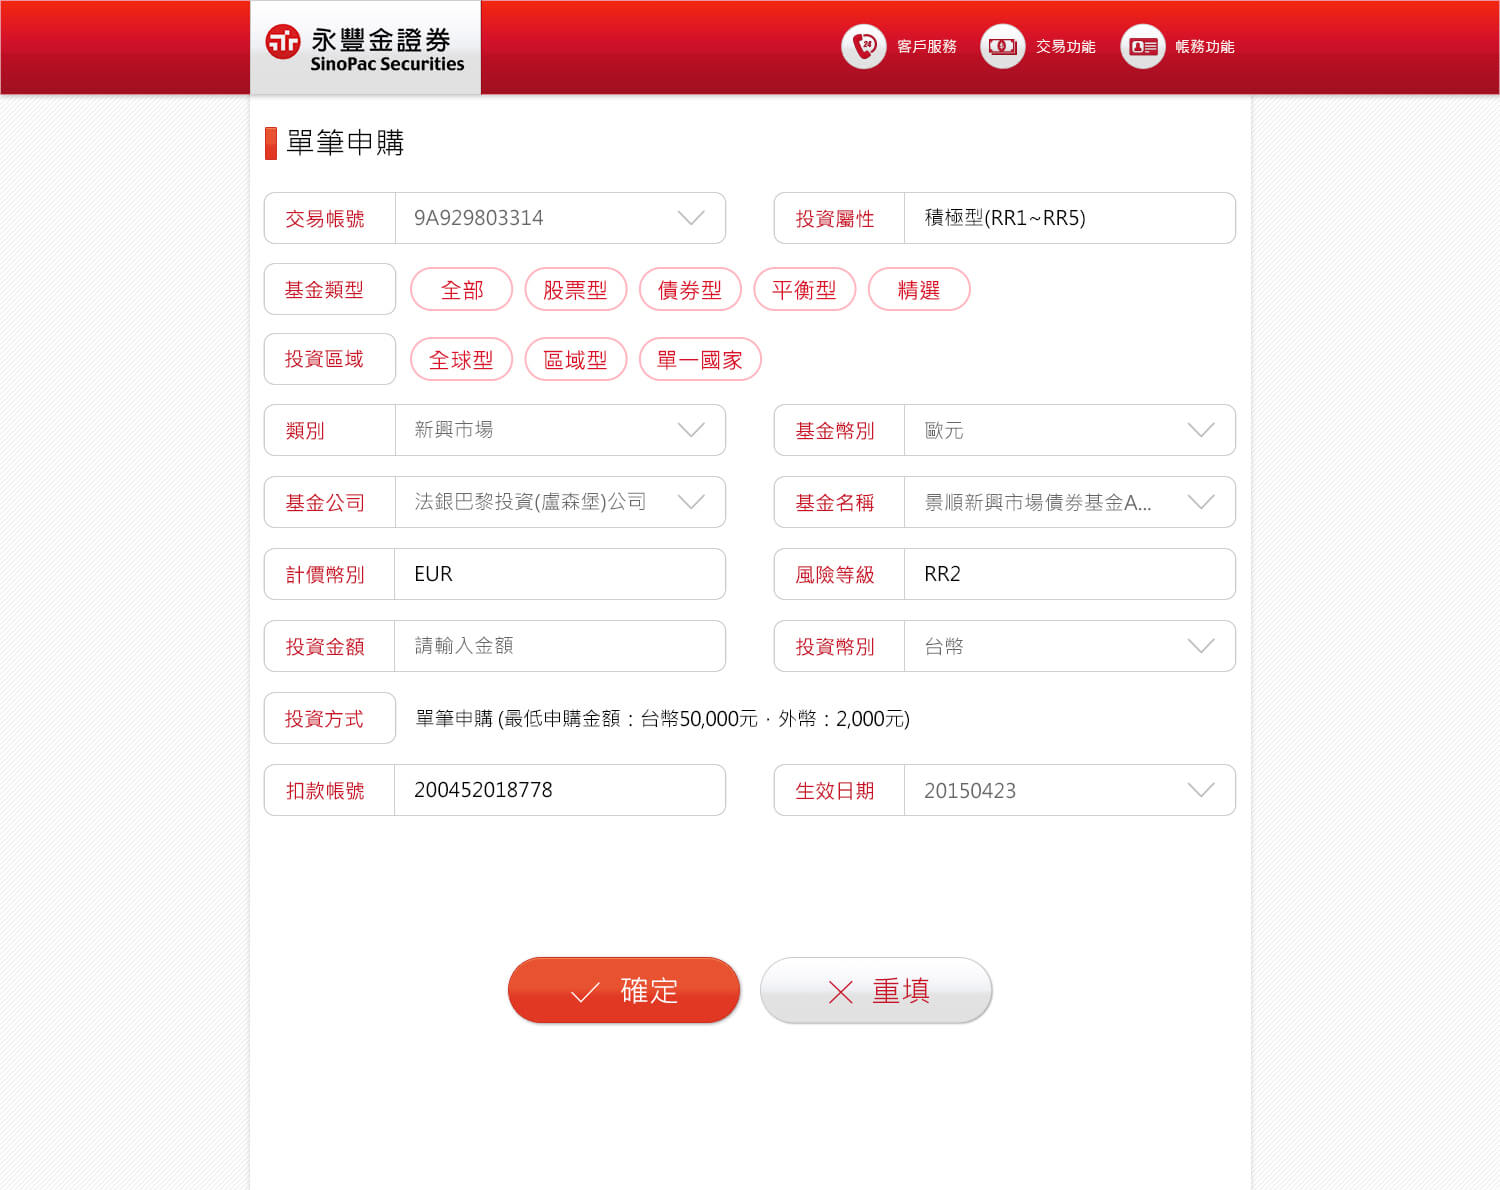 永豐金證券
SinoPac Securities
24
客戶服務
交易功能
帳務功能
單筆申購
交易帳號 9A929803314
投資屬性 積極型(RR1~RR5)
基金類型 全部 股票型 債券型 平衡型 精選
投資區域 全球型 區域型 單一國家
類別 新興市場
基金幣別 歐元
基金公司 法銀巴黎投資(盧森堡)公司
基金名稱 景順新興市場債券基金A...
計價幣別 EUR
風險等級 RR2
投資金額 請輸入金額
投資幣別 台幣
投資方式 單筆申購 (最低申購金額：台幣50,000元，外幣：2,000元)
扣款帳號 200452018778
生效日期 20150423
確定
重填